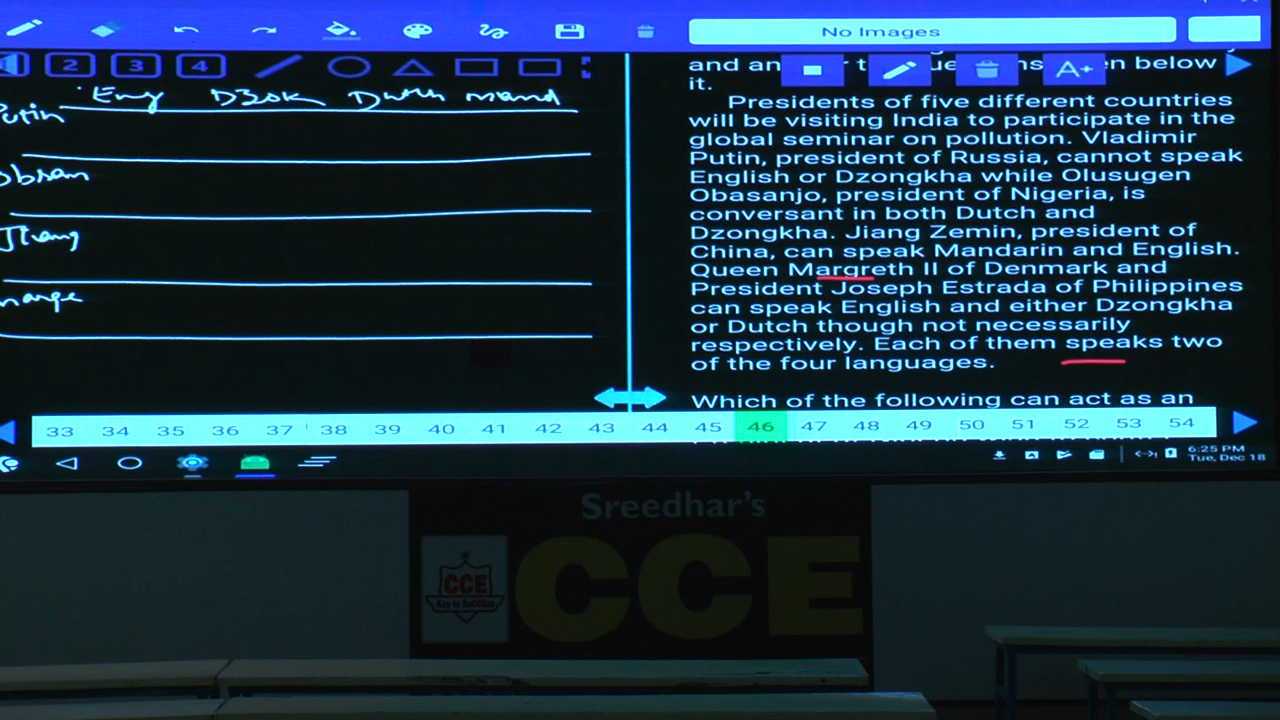 No Images
2 3 4
A+
Eng Dzok Dutch mand
Putin
Obsan
Jiang
marge
and an r t ue ns en below
it.
Presidents of five different countries
will be visiting India to participate in the
global seminar on pollution. Vladimir
Putin, president of Russia, cannot speak
English or Dzongkha while Olusugen
Obasanjo, president of Nigeria, is
conversant in both Dutch and
Dzongkha. Jiang Zemin, president of
China, can speak Mandarin and English.
Queen Margreth II of Denmark and
President Joseph Estrada of Philippines
can speak English and either Dzongkha
or Dutch though not necessarily
respectively. Each of them speaks two
of the four languages.
Which of the following can act as an
33 34 35 36 37 38 39 40 41 42 43 44 45 46 47 48 49 50 51 52 53 54
6:25 PM
Tue, Dec 18
Sreedhar's
CCE
CCE
Key to Success